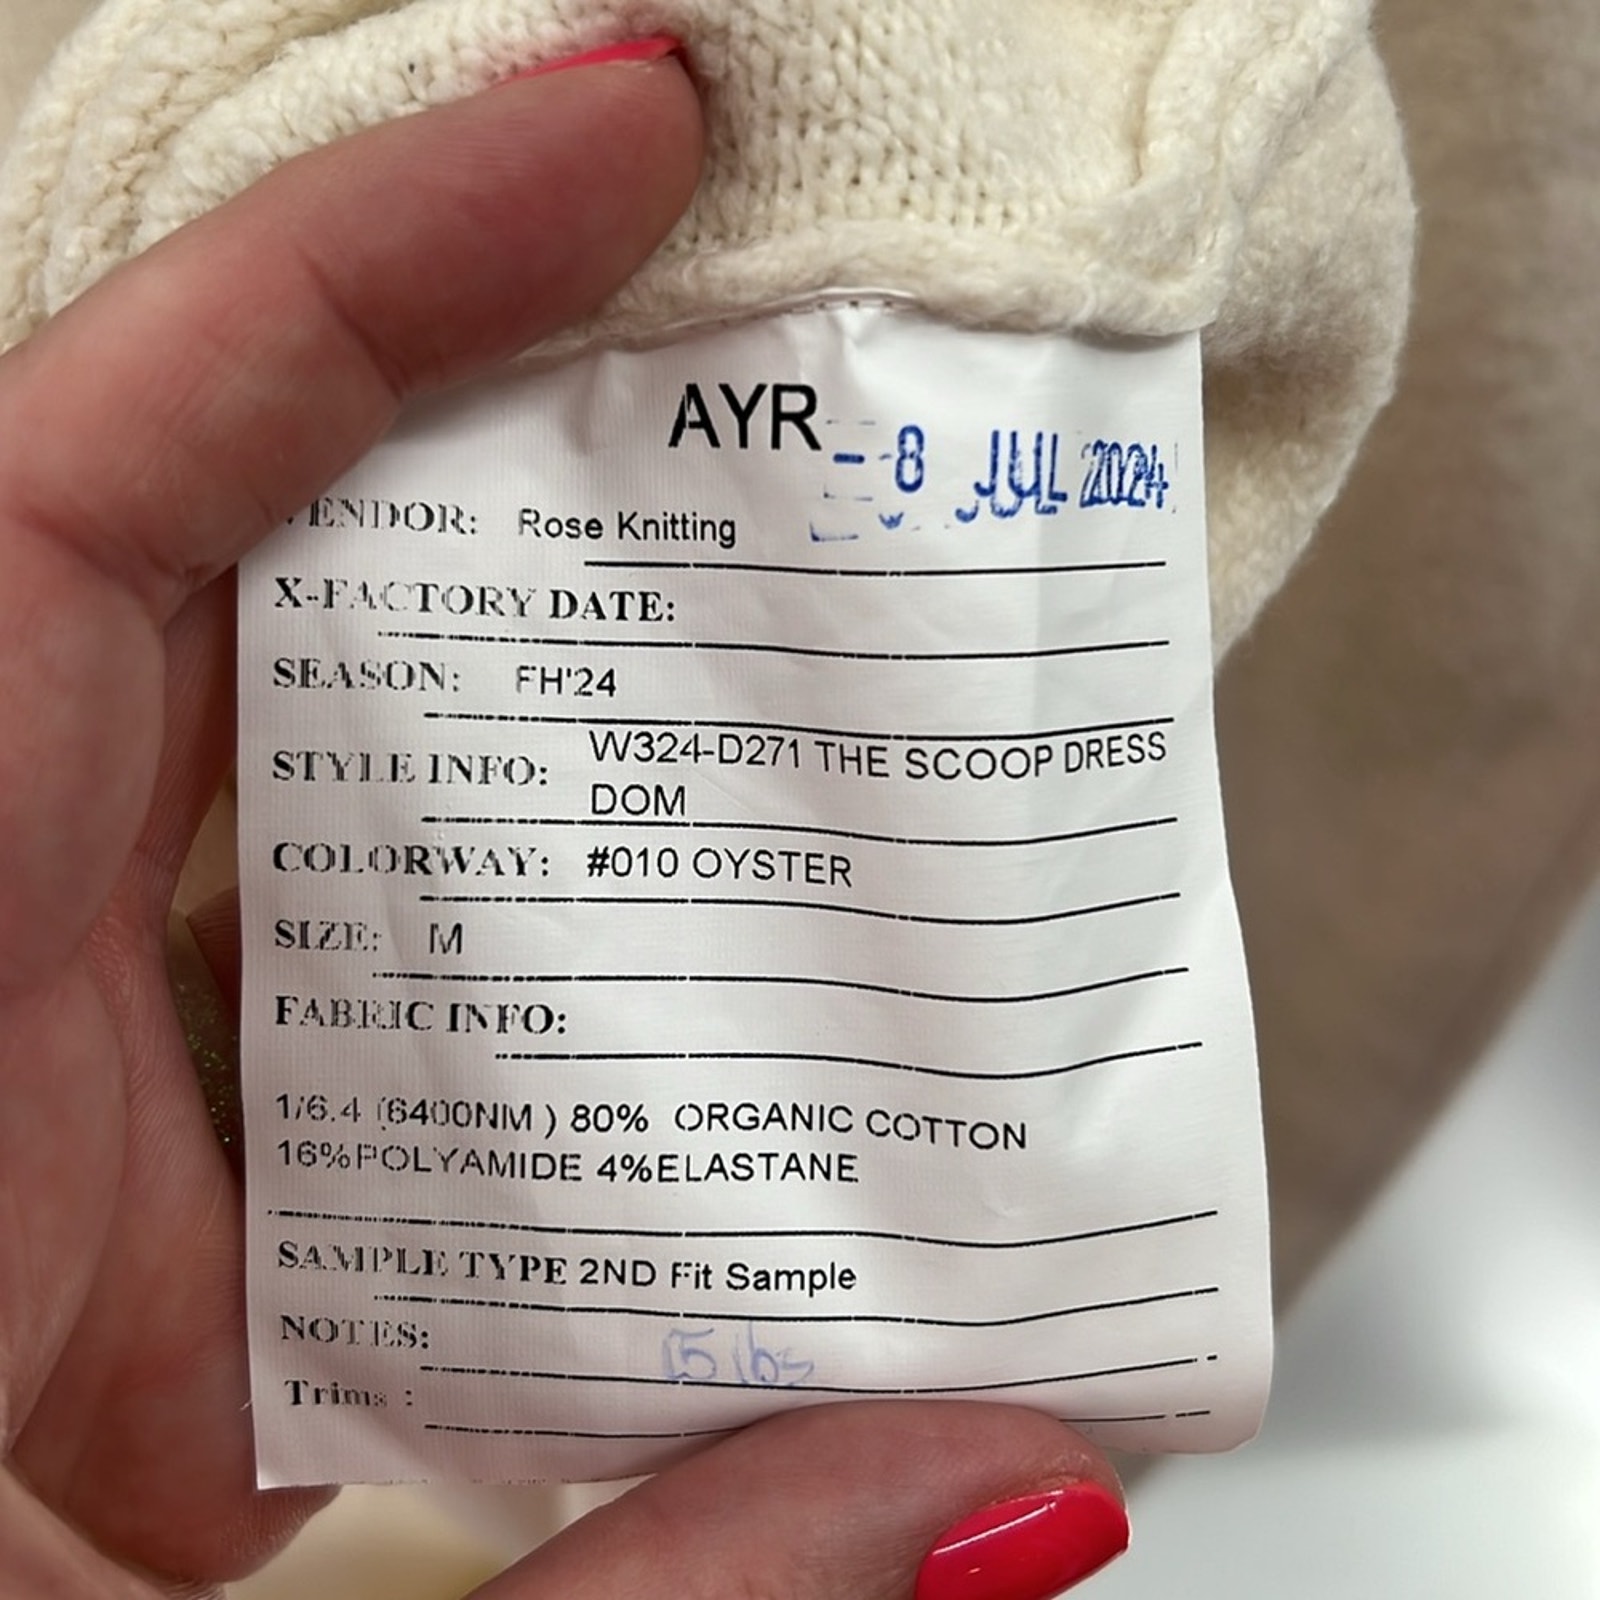 AYR
-8 JUL 2024
VENDOR: Rose Knitting
X-FACTORY DATE:
SEASON: FH'24
STYLE INFO: W324-D271 THE SCOOP DRESS
DOM
COLORWAY: #010 OYSTER
SIZE: M
FABRIC INFO:
1/6.4 (6400NM ) 80% ORGANIC COTTON
16%POLYAMIDE 4%ELASTANE
SAMPLE TYPE 2ND Fit Sample
NOTES:
Trims :